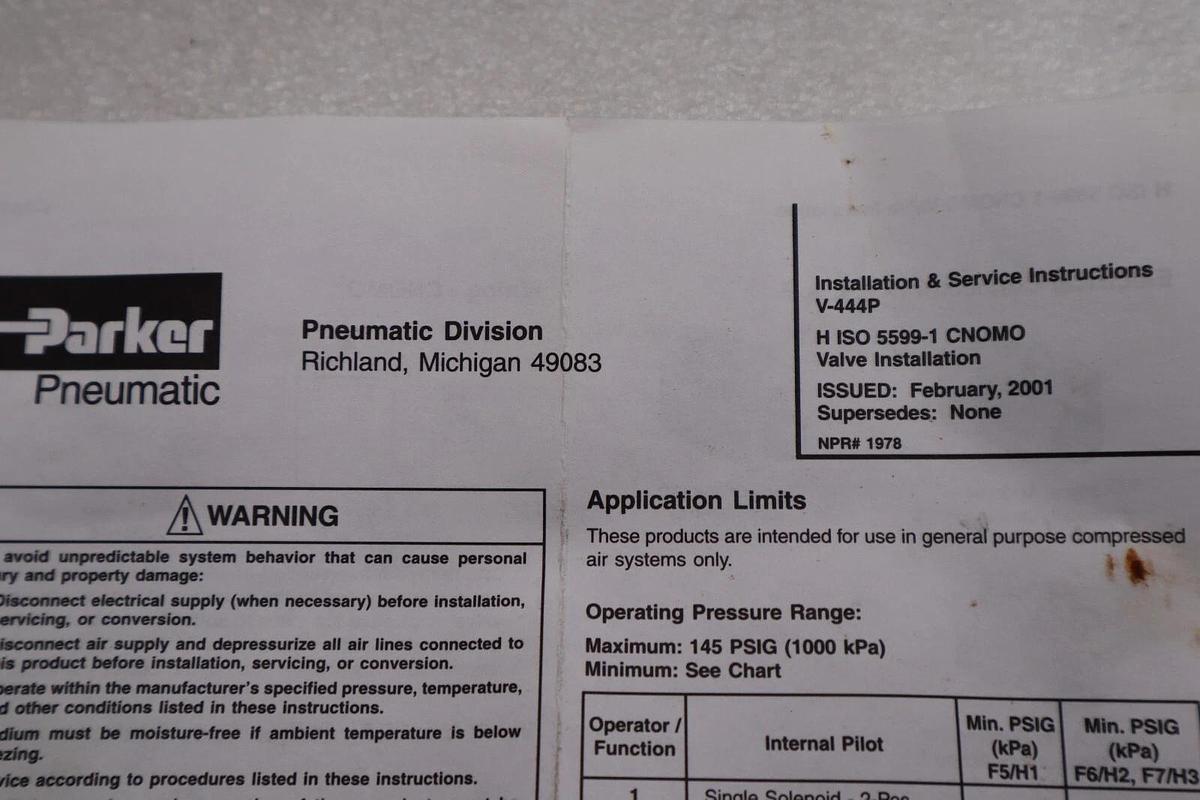 Parker
Pneumatic
Pneumatic Division
Richland, Michigan 49083
Installation & Service Instructions
V-444P
H ISO 5599-1 CNOMO
Valve Installation
ISSUED: February, 2001
Supersedes: None
NPR# 1978
WARNING
avoid unpredictable system behavior that can cause personal
ry and property damage:
Disconnect electrical supply (when necessary) before installation,
ervicing, or conversion.
isconnect air supply and depressurize all air lines connected to
is product before installation, servicing, or conversion.
perate within the manufacturer's specified pressure, temperature,
d other conditions listed in these instructions.
dium must be moisture-free if ambient temperature is below
ezing.
vice according to procedures listed in these instructions.
Application Limits
These products are intended for use in general purpose compressed
air systems only.
Operating Pressure Range:
Maximum: 145 PSIG (1000 kPa)
Minimum: See Chart
Operator /
Function
Internal Pilot
Min. PSIG
(kPa)
F5/H1
Min. PSIG
(kPa)
F6/H2, F7/H3
1
Single Solenoid - 2-Pos